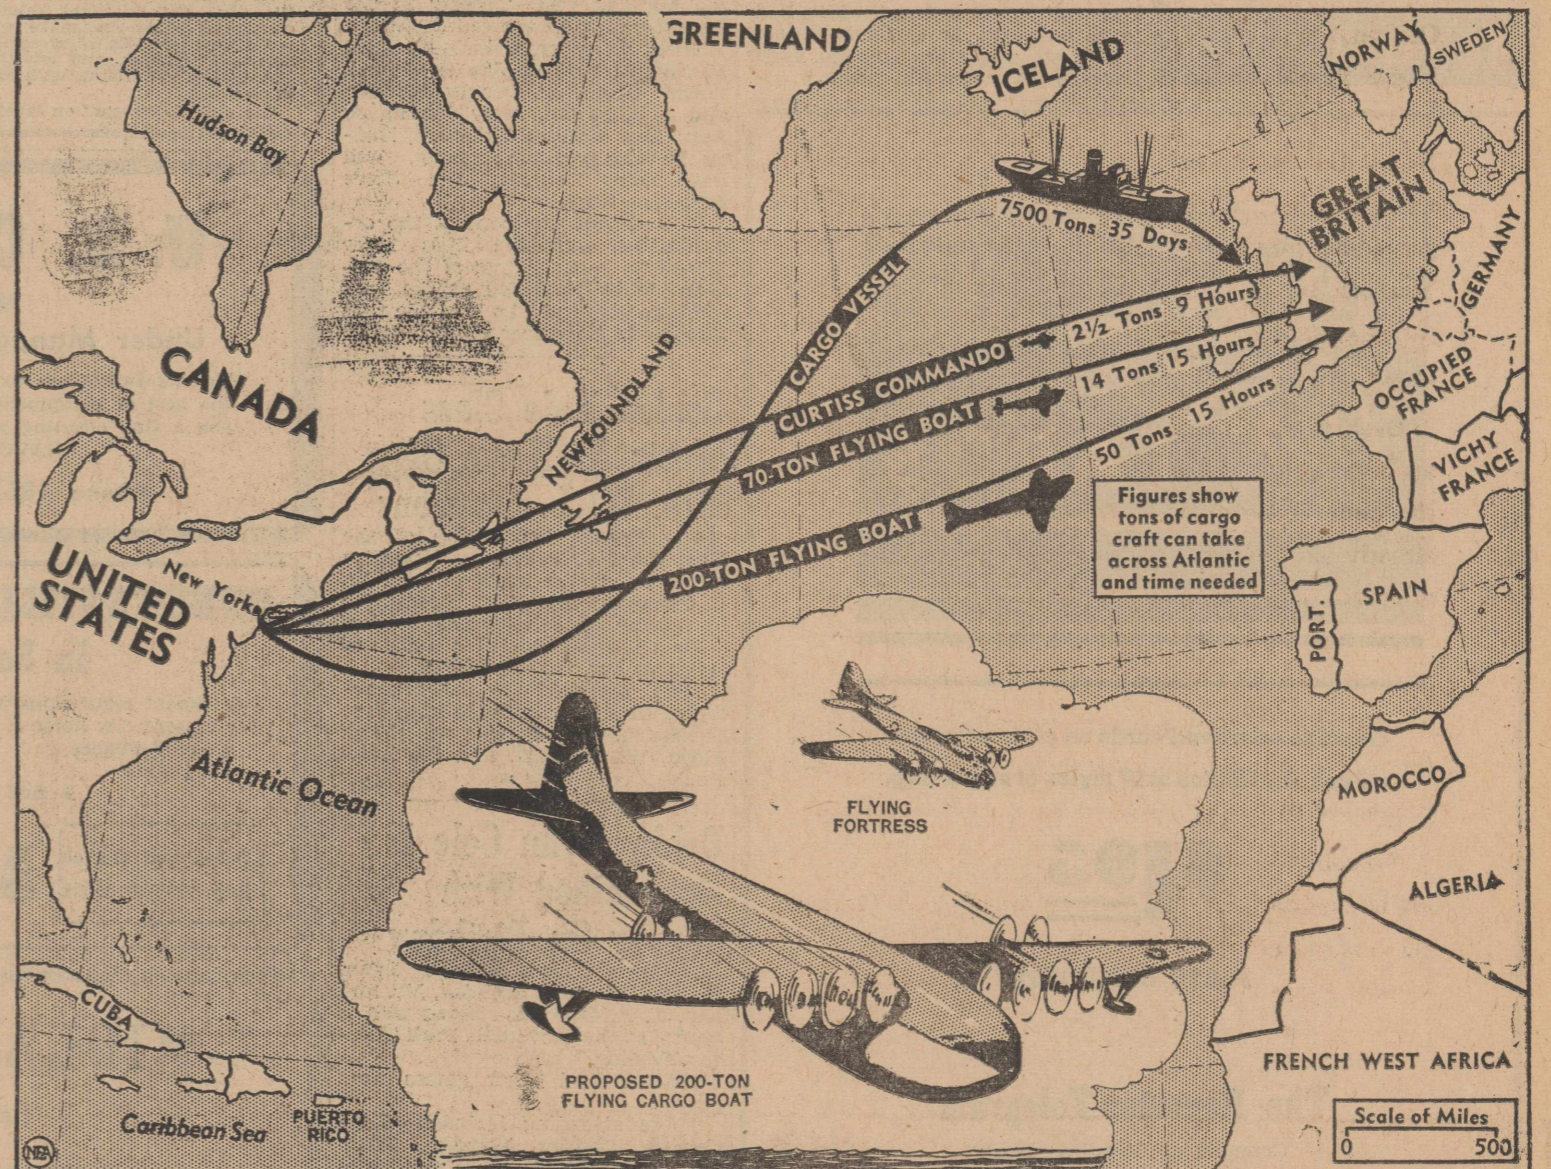 GREENLAND
ICELAND
NORWAY
SWEDEN
Hudson Bay
GREAT
BRITAIN
7500 Tons 35 Days
GERMANY
CARGO VESSEL
CANADA
NEWFOUNDLAND
CURTISS COMMANDO
2½ Tons 9 Hours
70-TON FLYING BOAT
14 Tons 15 Hours
200-TON FLYING BOAT
50 Tons 15 Hours
OCCUPIED
FRANCE
VICHY
FRANCE
Figures show
tons of cargo
craft can take
across Atlantic
and time needed
UNITED
STATES
New York
SPAIN
PORT.
Atlantic Ocean
FLYING
FORTRESS
MOROCCO
ALGERIA
CUBA
FRENCH WEST AFRICA
PROPOSED 200-TON
FLYING CARGO BOAT
Caribbean Sea
PUERTO
RICO
Scale of Miles
0 500
NEA